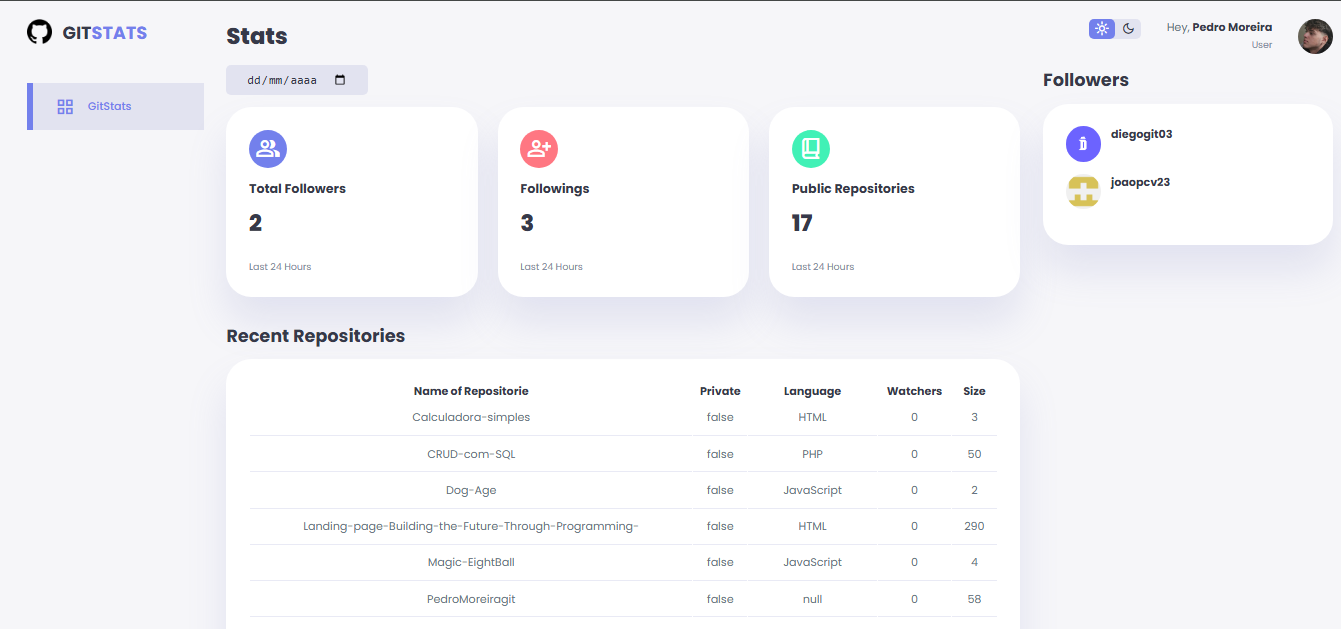 GITSTATS
GitStats
Stats
dd/mm/aaaa
Total Followers
2
Last 24 Hours
Followings
3
Last 24 Hours
Public Repositories
17
Last 24 Hours
Recent Repositories
Name of Repositorie Private Language Watchers Size
Calculadora-simples false HTML 0 3
CRUD-com-SQL false PHP 0 50
Dog-Age false JavaScript 0 2
Landing-page-Building-the-Future-Through-Programming- false HTML 0 290
Magic-EightBall false JavaScript 0 4
PedroMoreiragit false null 0 58
Hey, Pedro Moreira
User
Followers
diegogit03
joaopcv23